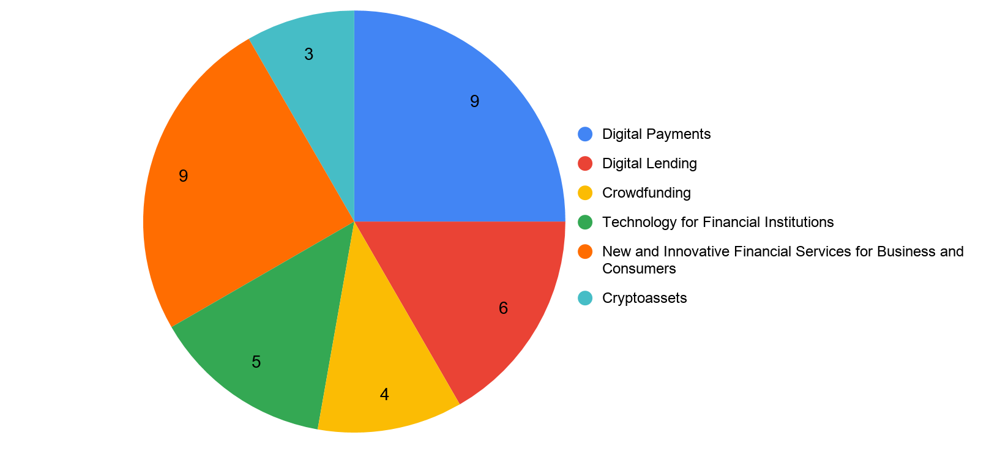 3
9
9
6
5
4
Digital Payments
Digital Lending
Crowdfunding
Technology for Financial Institutions
New and Innovative Financial Services for Business and
Consumers
Cryptoassets